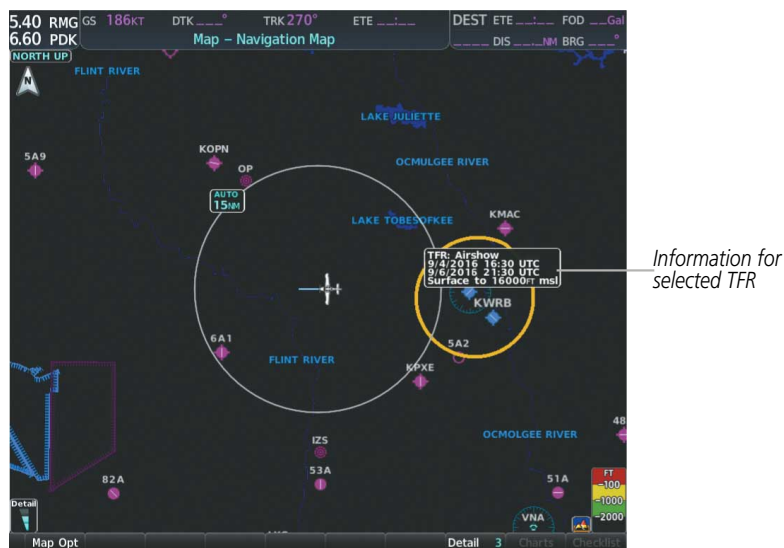 5.40 RMG GS 186KT DTK ___° TRK 270° ETE __:__ DEST ETE __:__ FOD __Gal
6.60 PDK Map – Navigation Map ____ DIS __._NM BRG ___°
NORTH UP
N
FLINT RIVER
LAKE JULIETTE
5A9
KOPN
OP
OCMULGEE RIVER
AUTO
15NM
LAKE TOBESOFKEE
KMAC
TFR: Airshow
9/4/2016 16:30 UTC
9/6/2016 21:30 UTC
Surface to 16000FT msl
Information for
selected TFR
KWRB
6A1
FLINT RIVER
5A2
KPXE
IZS
OCMOLGEE RIVER
48
82A
53A
51A
FT
-100
-1000
-2000
VNA
Detail
Map Opt
Detail 3
Charts
Checklist